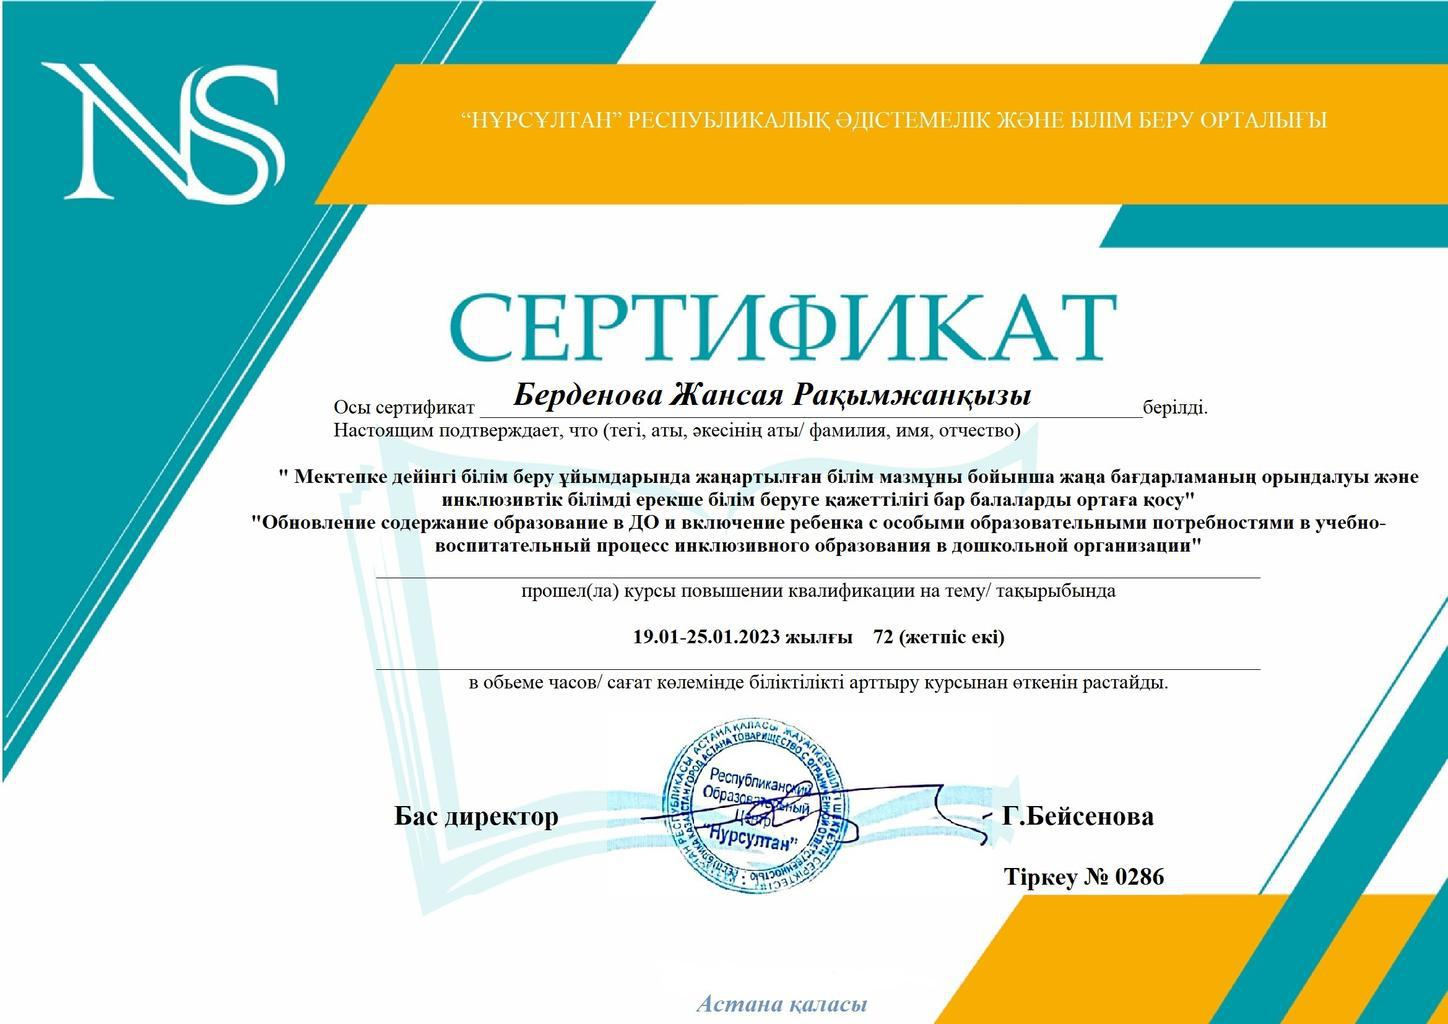 NS
“НҰРСҰЛТАН” РЕСПУБЛИКАЛЫҚ ӘДІСТЕМЕЛІК ЖӘНЕ БІЛІМ БЕРУ ОРТАЛЫҒЫ
СЕРТИФИКАТ
Осы сертификат Берденова Жансая Рақымжанқызы берілді.
Настоящим подтверждает, что (тегі, аты, әкесінің аты/ фамилия, имя, отчество)
" Мектепке дейінгі білім беру ұйымдарында жаңартылған білім мазмұны бойынша жаңа бағдарламаның орындалуы және
инклюзивтік білімді ерекше білім беруге қажеттілігі бар балаларды ортаға қосу"
"Обновление содержание образование в ДО и включение ребенка с особыми образовательными потребностями в учебно-
воспитательный процесс инклюзивного образования в дошкольной организации"
прошел(ла) курсы повышении квалификации на тему/ тақырыбында
19.01-25.01.2023 жылғы 72 (жетпіс екі)
в обьеме часов/ сағат көлемінде біліктілікті арттыру курсынан өткенін растайды.
Республиканский
Образовательный
Центр
"Нурсултан"
Бас директор
Г.Бейсенова
Тіркеу № 0286
Астана қаласы